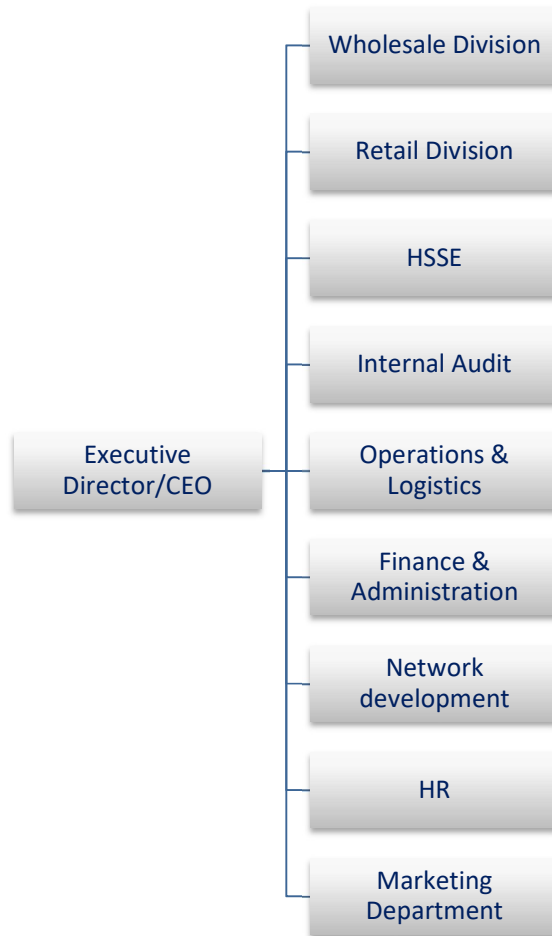 Wholesale Division
Retail Division
HSSE
Internal Audit
Executive
Director/CEO
Operations &
Logistics
Finance &
Administration
Network
development
HR
Marketing
Department